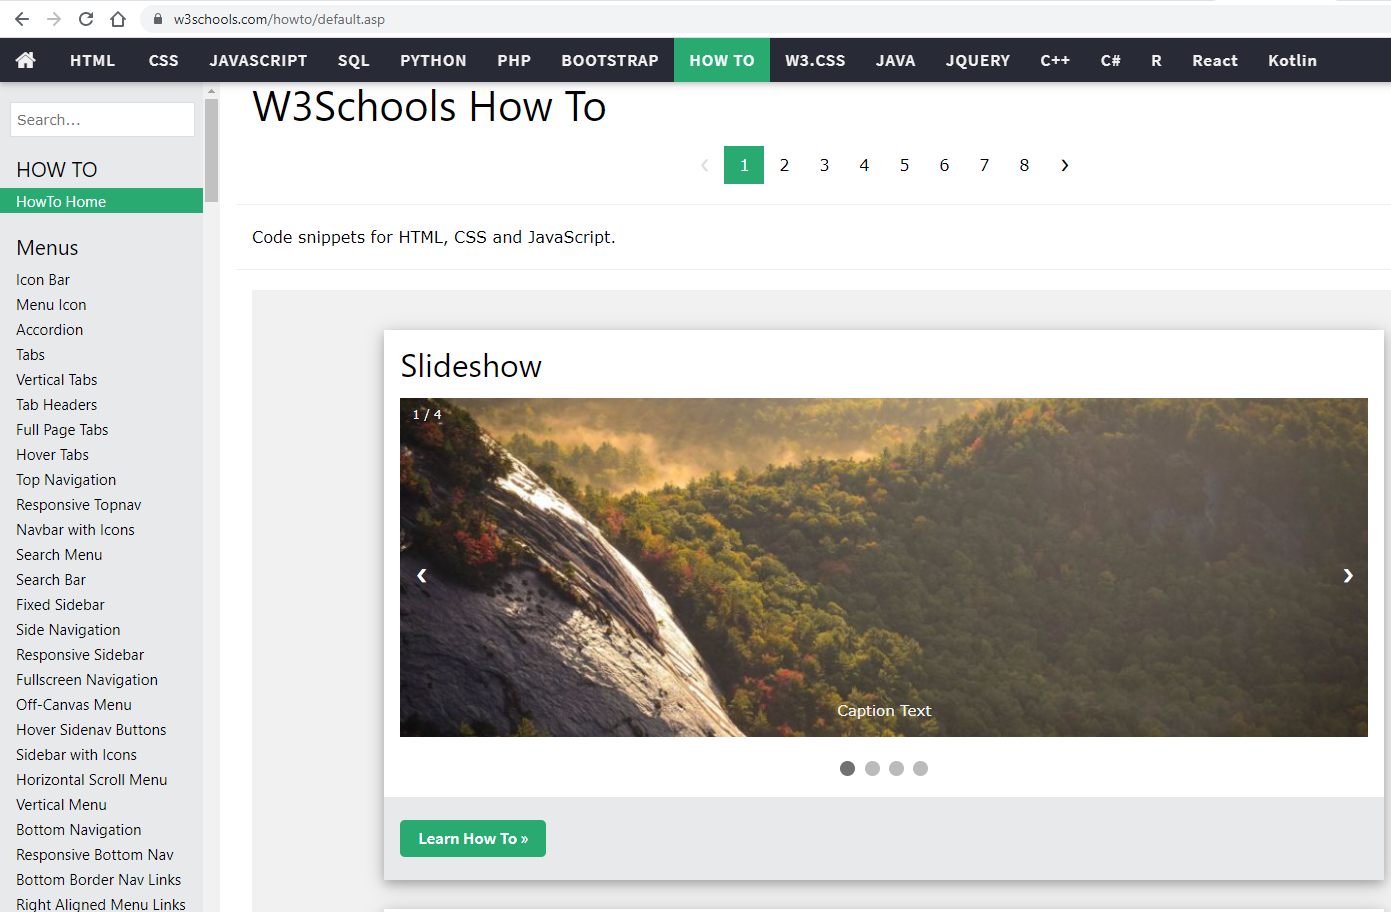 w3schools.com/howto/default.asp
HTML CSS JAVASCRIPT SQL PYTHON PHP BOOTSTRAP HOW TO W3.CSS JAVA JQUERY C++ C# R React Kotlin
Search...
HOW TO
HowTo Home
Menus
Icon Bar
Menu Icon
Accordion
Tabs
Vertical Tabs
Tab Headers
Full Page Tabs
Hover Tabs
Top Navigation
Responsive Topnav
Navbar with Icons
Search Menu
Search Bar
Fixed Sidebar
Side Navigation
Responsive Sidebar
Fullscreen Navigation
Off-Canvas Menu
Hover Sidenav Buttons
Sidebar with Icons
Horizontal Scroll Menu
Vertical Menu
Bottom Navigation
Responsive Bottom Nav
Bottom Border Nav Links
Right Aligned Menu Links
W3Schools How To
‹ 1 2 3 4 5 6 7 8 ›
Code snippets for HTML, CSS and JavaScript.
Slideshow
1 / 4
❮ ❯
Caption Text
Learn How To »